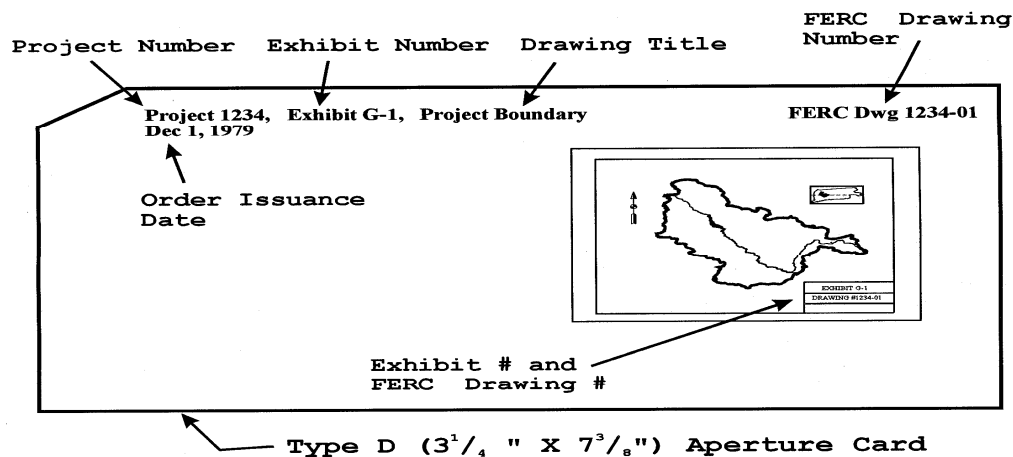 FERC Drawing
Number
Project Number Exhibit Number Drawing Title
Project 1234, Exhibit G-1, Project Boundary
Dec 1, 1979
FERC Dwg 1234-01
Order Issuance
Date
EXHIBIT G-1
DRAWING #1234-01
Exhibit # and
FERC Drawing #
Type D (3¹/₄ " X 7³/₈") Aperture Card